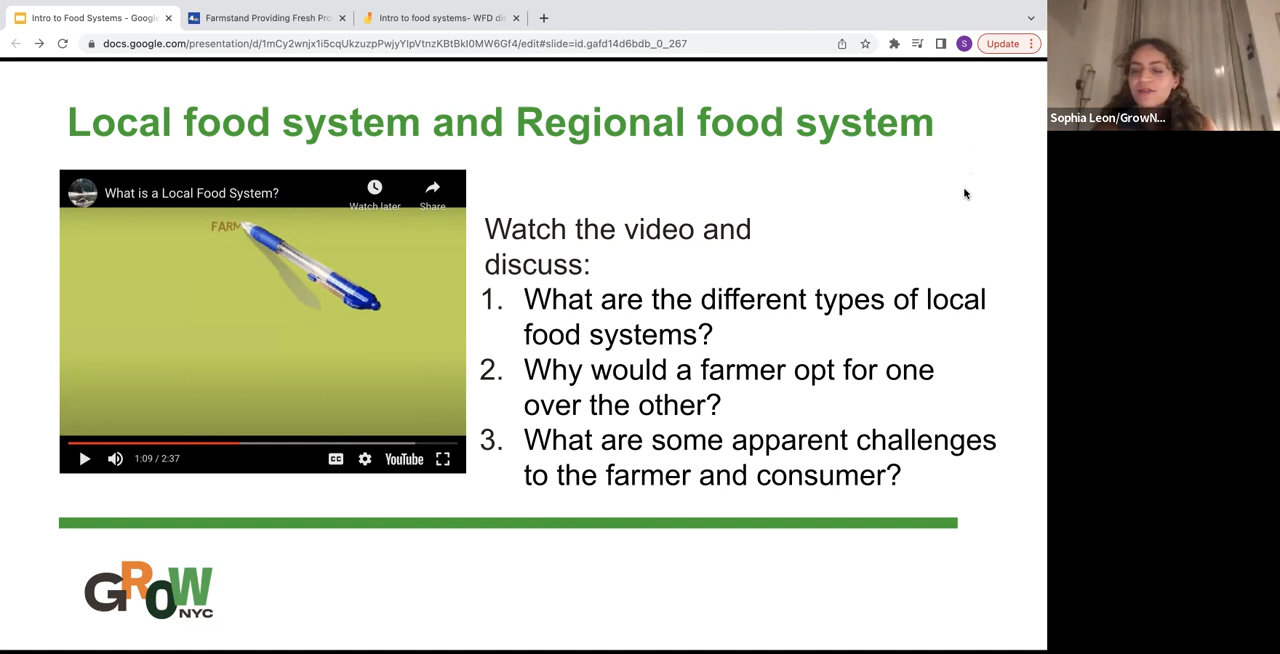 Intro to Food Systems - Goog
Farmstand Providing Fresh Pro
Intro to food systems- WFD di
docs.google.com/presentation/d/1mCy2wnjx1i5cqUkzuzpPwjyYIpVtnzKBtBkI0MW6Gf4/edit#slide=id.gafd14d6bdb_0_267
S
Update
Sophia Leon/GrowN...
Local food system and Regional food system
What is a Local Food System?
Watch later
Share
FARM
1:09 / 2:37
CC
YouTube
Watch the video and
discuss:
1. What are the different types of local
food systems?
2. Why would a farmer opt for one
over the other?
3. What are some apparent challenges
to the farmer and consumer?
GROW
NYC